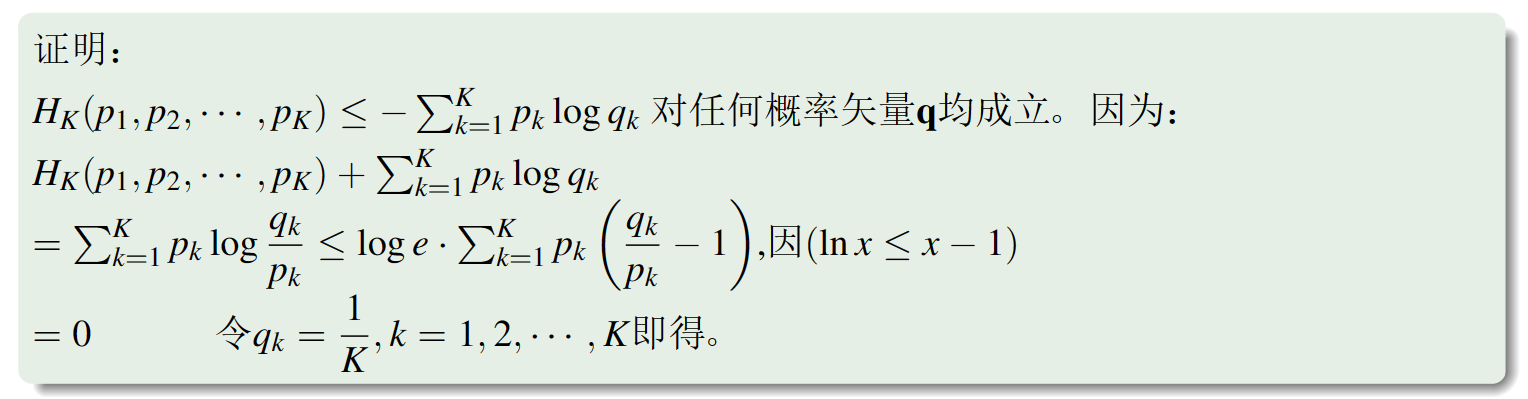 证明：
$H_K(p_1, p_2, \cdots, p_K) \leq -\sum_{k=1}^{K} p_k \log q_k$ 对任何概率矢量$\mathbf{q}$均成立。因为：
$H_K(p_1, p_2, \cdots, p_K) + \sum_{k=1}^{K} p_k \log q_k$
$= \sum_{k=1}^{K} p_k \log \frac{q_k}{p_k} \leq \log e \cdot \sum_{k=1}^{K} p_k \left( \frac{q_k}{p_k} - 1 \right)$,因$(\ln x \leq x - 1)$
$= 0$ 令$q_k = \frac{1}{K}, k = 1, 2, \cdots, K$即得。